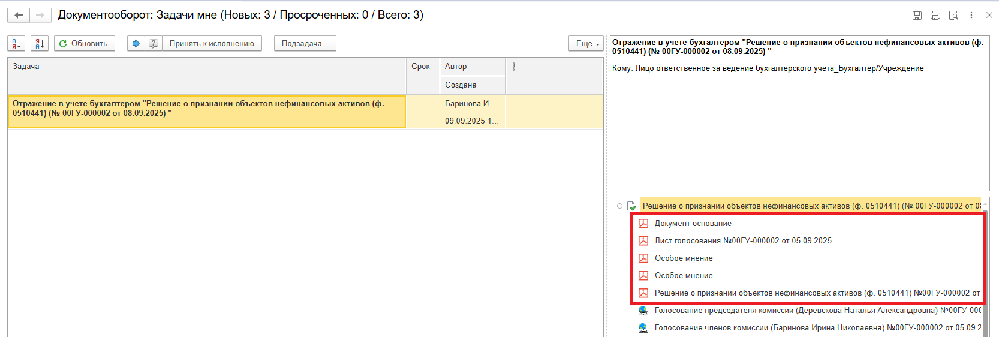 Документооборот: Задачи мне (Новых: 3 / Просроченных: 0 / Всего: 3)
А Я Я А Обновить ? Принять к исполнению Подзадача... Еще
Задача Срок Автор
Создана
Отражение в учете бухгалтером "Решение о признании объектов нефинансовых активов (ф.
0510441) (№ 00ГУ-000002 от 08.09.2025) "
Баринова И...
09.09.2025 1...
Отражение в учете бухгалтером "Решение о признании объектов нефинансовых активов (ф.
0510441) (№ 00ГУ-000002 от 08.09.2025) "
Кому: Лицо ответственное за ведение бухгалтерского учета_Бухгалтер/Учреждение
Решение о признании объектов нефинансовых активов (ф. 0510441) (№ 00ГУ-000002 от
Документ основание
Лист голосования №00ГУ-000002 от 05.09.2025
Особое мнение
Особое мнение
Решение о признании объектов нефинансовых активов (ф. 0510441) №00ГУ-000002 от
Голосование председателя комиссии (Деревскова Наталья Александровна) №00ГУ-000
Голосование членов комиссии (Баринова Ирина Николаевна) №00ГУ-000002 от 05.09.2